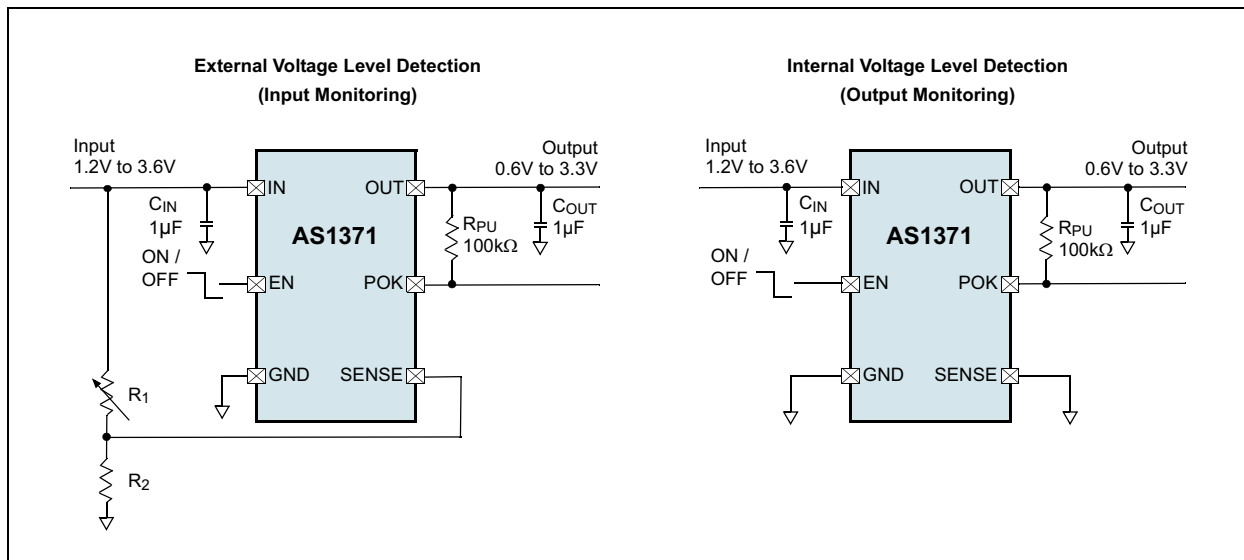 External Voltage Level Detection
(Input Monitoring)
Input
1.2V to 3.6V
Output
0.6V to 3.3V
IN
OUT
CIN
1µF
AS1371
RPU
100kΩ
COUT
1µF
ON /
OFF
EN
POK
GND
SENSE
R1
R2
Internal Voltage Level Detection
(Output Monitoring)
Input
1.2V to 3.6V
Output
0.6V to 3.3V
IN
OUT
CIN
1µF
AS1371
RPU
100kΩ
COUT
1µF
ON /
OFF
EN
POK
GND
SENSE